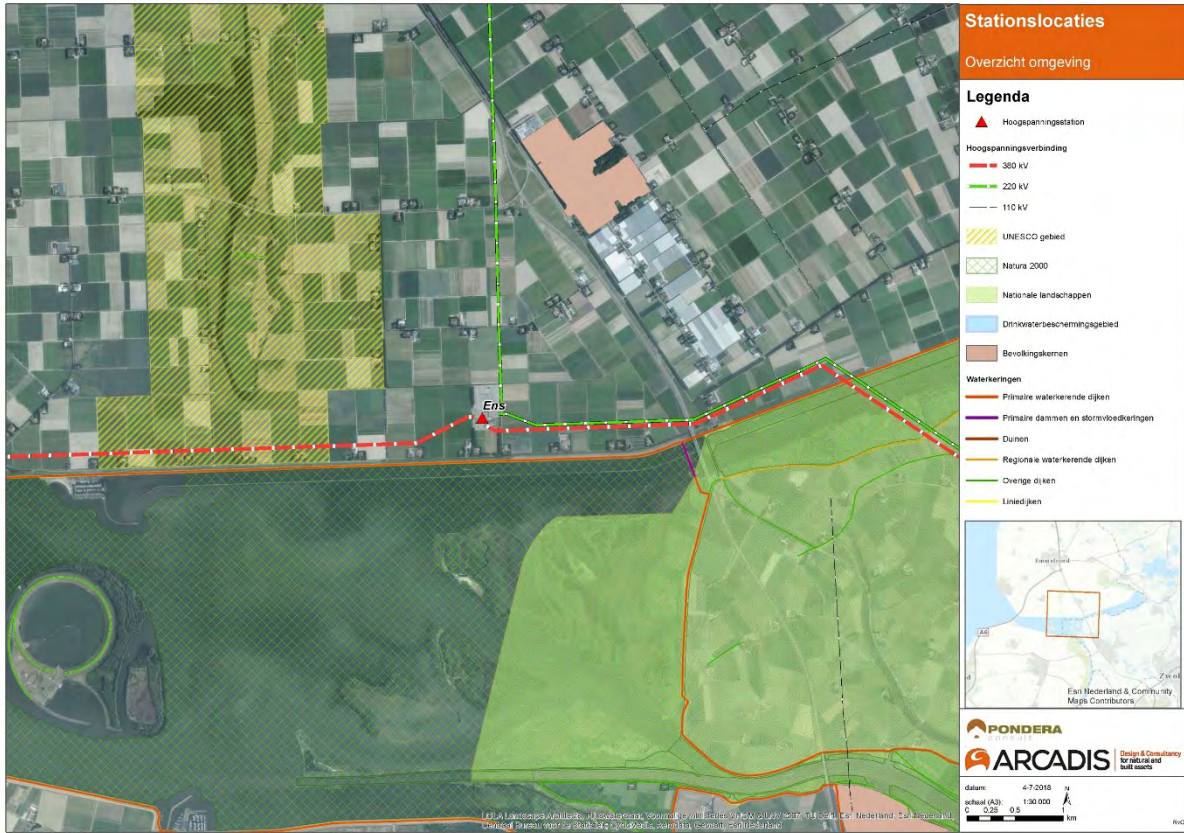 Stationslocaties
Overzicht omgeving
Legenda
Hoogspanningsstation
Hoogspanningsverbinding
380 kV
220 kV
110 kV
UNESCO gebied
Natura 2000
Nationale landschappen
Drinkwaterbeschermingsgebied
Bevolkingskernen
Waterkeringen
Primaire waterkerende dijken
Primaire dammen en stormvloedkeringen
Duinen
Regionale waterkerende dijken
Overige dijken
Liniedijken
Ens
A6
Esri Nederland & Community
Maps Contributors
PONDERA
consult
ARCADIS
Design & Consultancy
for natural and
built assets
datum: 4-7-2018
N
schaal (A3): 1:30.000
0 0.25 0.5 1
km